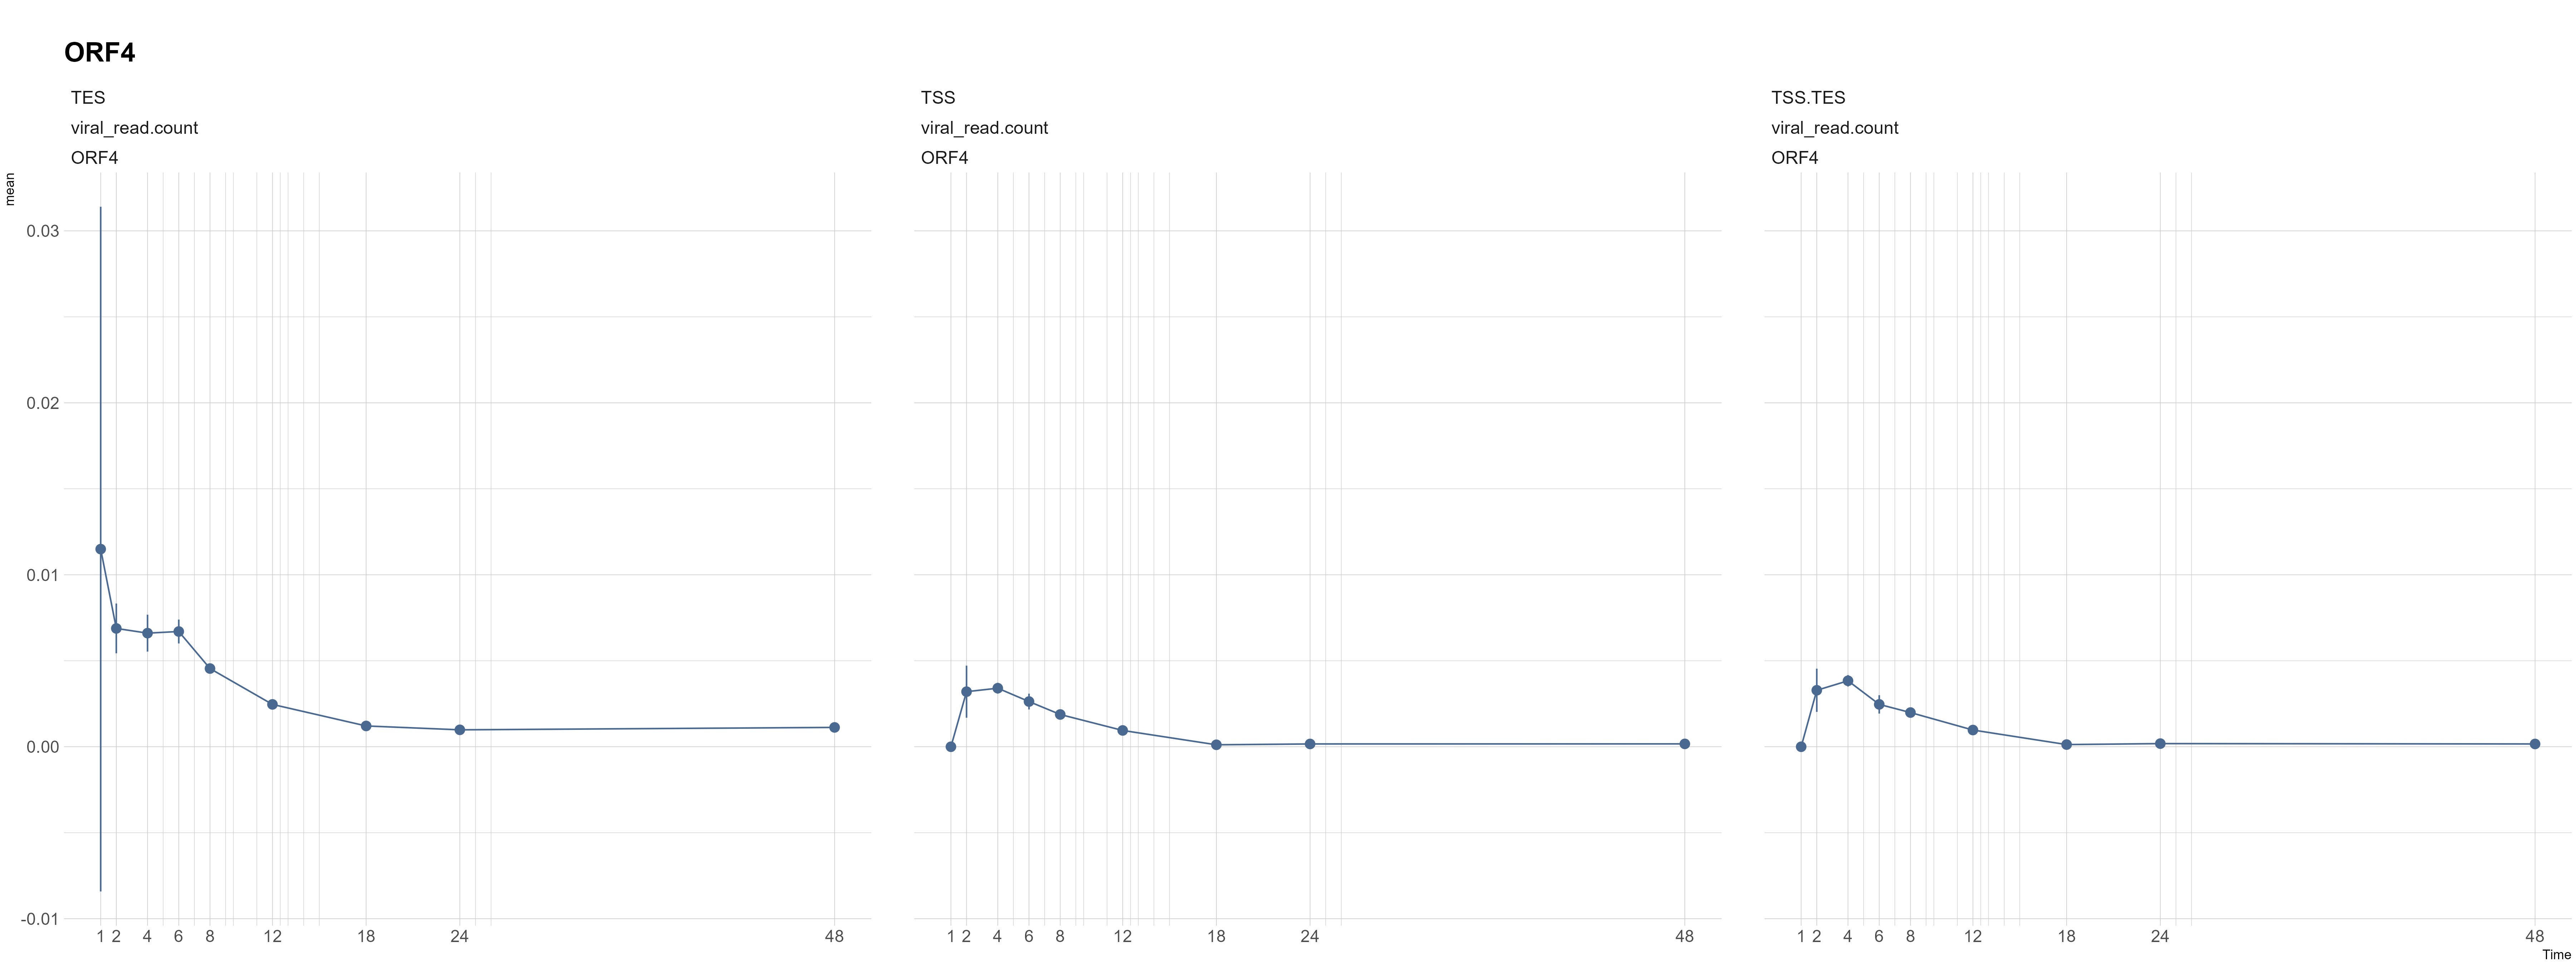 ORF4
TES
viral_read.count
ORF4
TSS
viral_read.count
ORF4
TSS.TES
viral_read.count
ORF4
mean
0.03
0.02
0.01
0.00
-0.01
1 2 4 6 8 12 18 24 48
1 2 4 6 8 12 18 24 48
1 2 4 6 8 12 18 24 48
Time